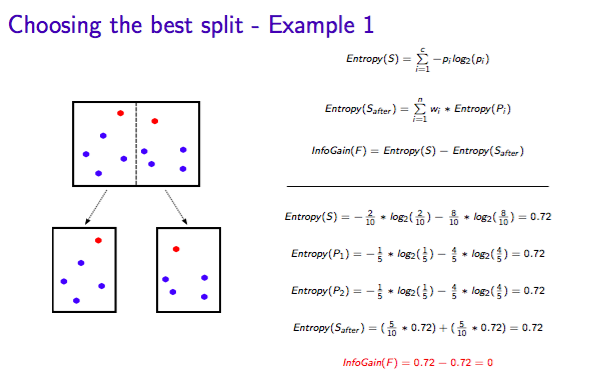 Choosing the best split - Example 1
Entropy(S) = \sum_{i=1}^{c} −p_i log_2(p_i)
Entropy(S_{after}) = \sum_{i=1}^{n} w_i ∗ Entropy(P_i)
InfoGain(F) = Entropy(S) − Entropy(S_{after})
Entropy(S) = −\frac{2}{10} ∗ log_2(\frac{2}{10}) − \frac{8}{10} ∗ log_2(\frac{8}{10}) = 0.72
Entropy(P_1) = −\frac{1}{5} ∗ log_2(\frac{1}{5}) − \frac{4}{5} ∗ log_2(\frac{4}{5}) = 0.72
Entropy(P_2) = −\frac{1}{5} ∗ log_2(\frac{1}{5}) − \frac{4}{5} ∗ log_2(\frac{4}{5}) = 0.72
Entropy(S_{after}) = (\frac{5}{10} ∗ 0.72) + (\frac{5}{10} ∗ 0.72) = 0.72
InfoGain(F) = 0.72 − 0.72 = 0